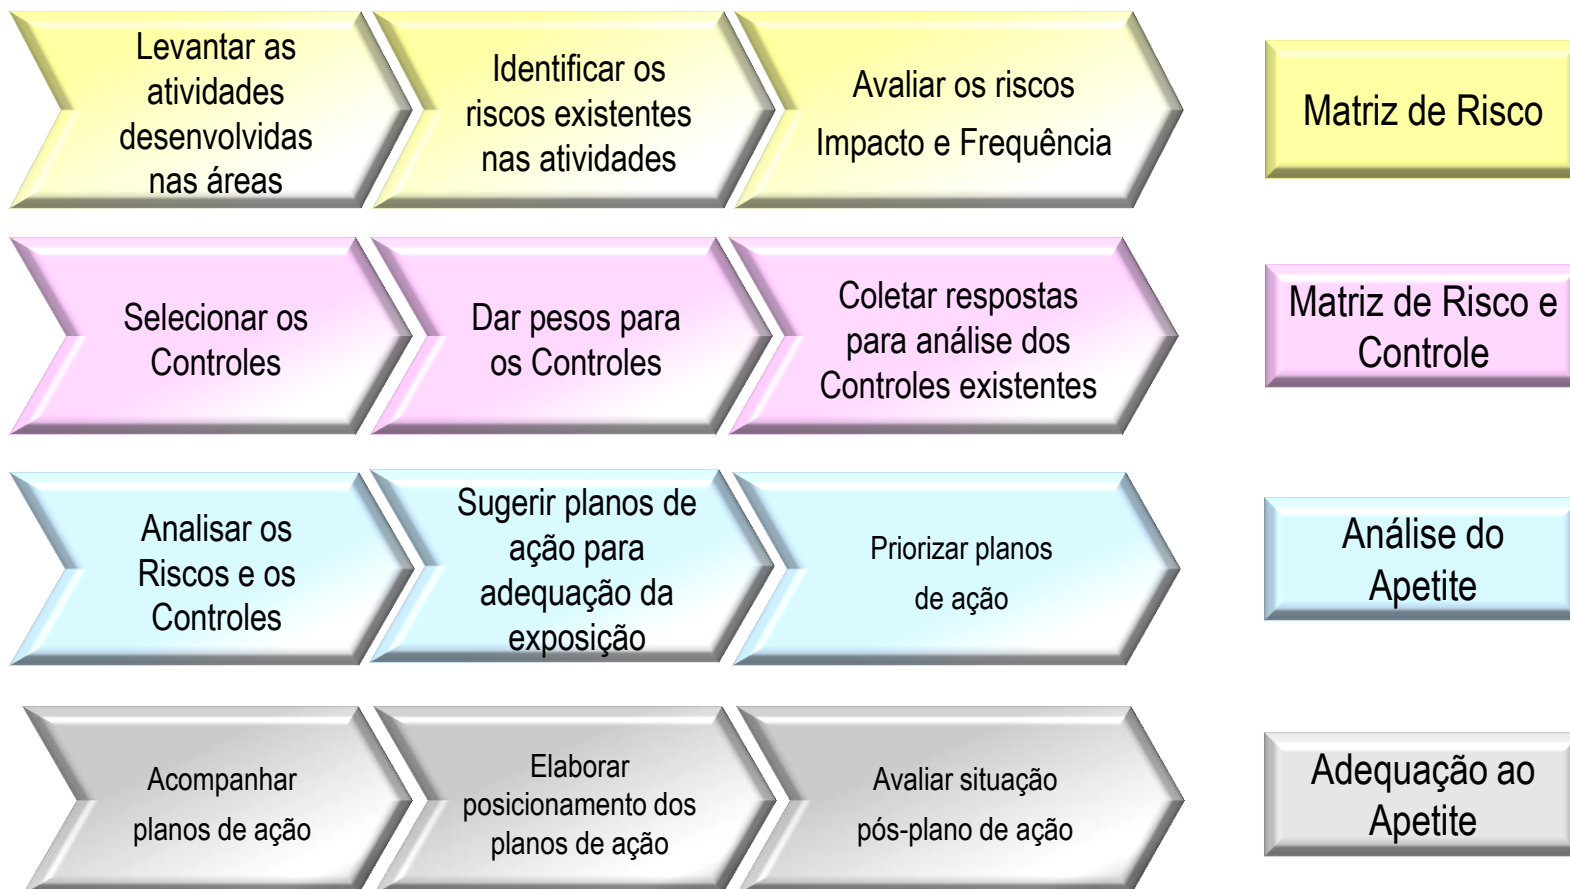 Levantar as
atividades
desenvolvidas
nas áreas
Identificar os
riscos existentes
nas atividades
Avaliar os riscos
Impacto e Frequência
Matriz de Risco
Selecionar os
Controles
Dar pesos para
os Controles
Coletar respostas
para análise dos
Controles existentes
Matriz de Risco e
Controle
Analisar os
Riscos e os
Controles
Sugerir planos de
ação para
adequação da
exposição
Priorizar planos
de ação
Análise do
Apetite
Acompanhar
planos de ação
Elaborar
posicionamento dos
planos de ação
Avaliar situação
pós-plano de ação
Adequação ao
Apetite